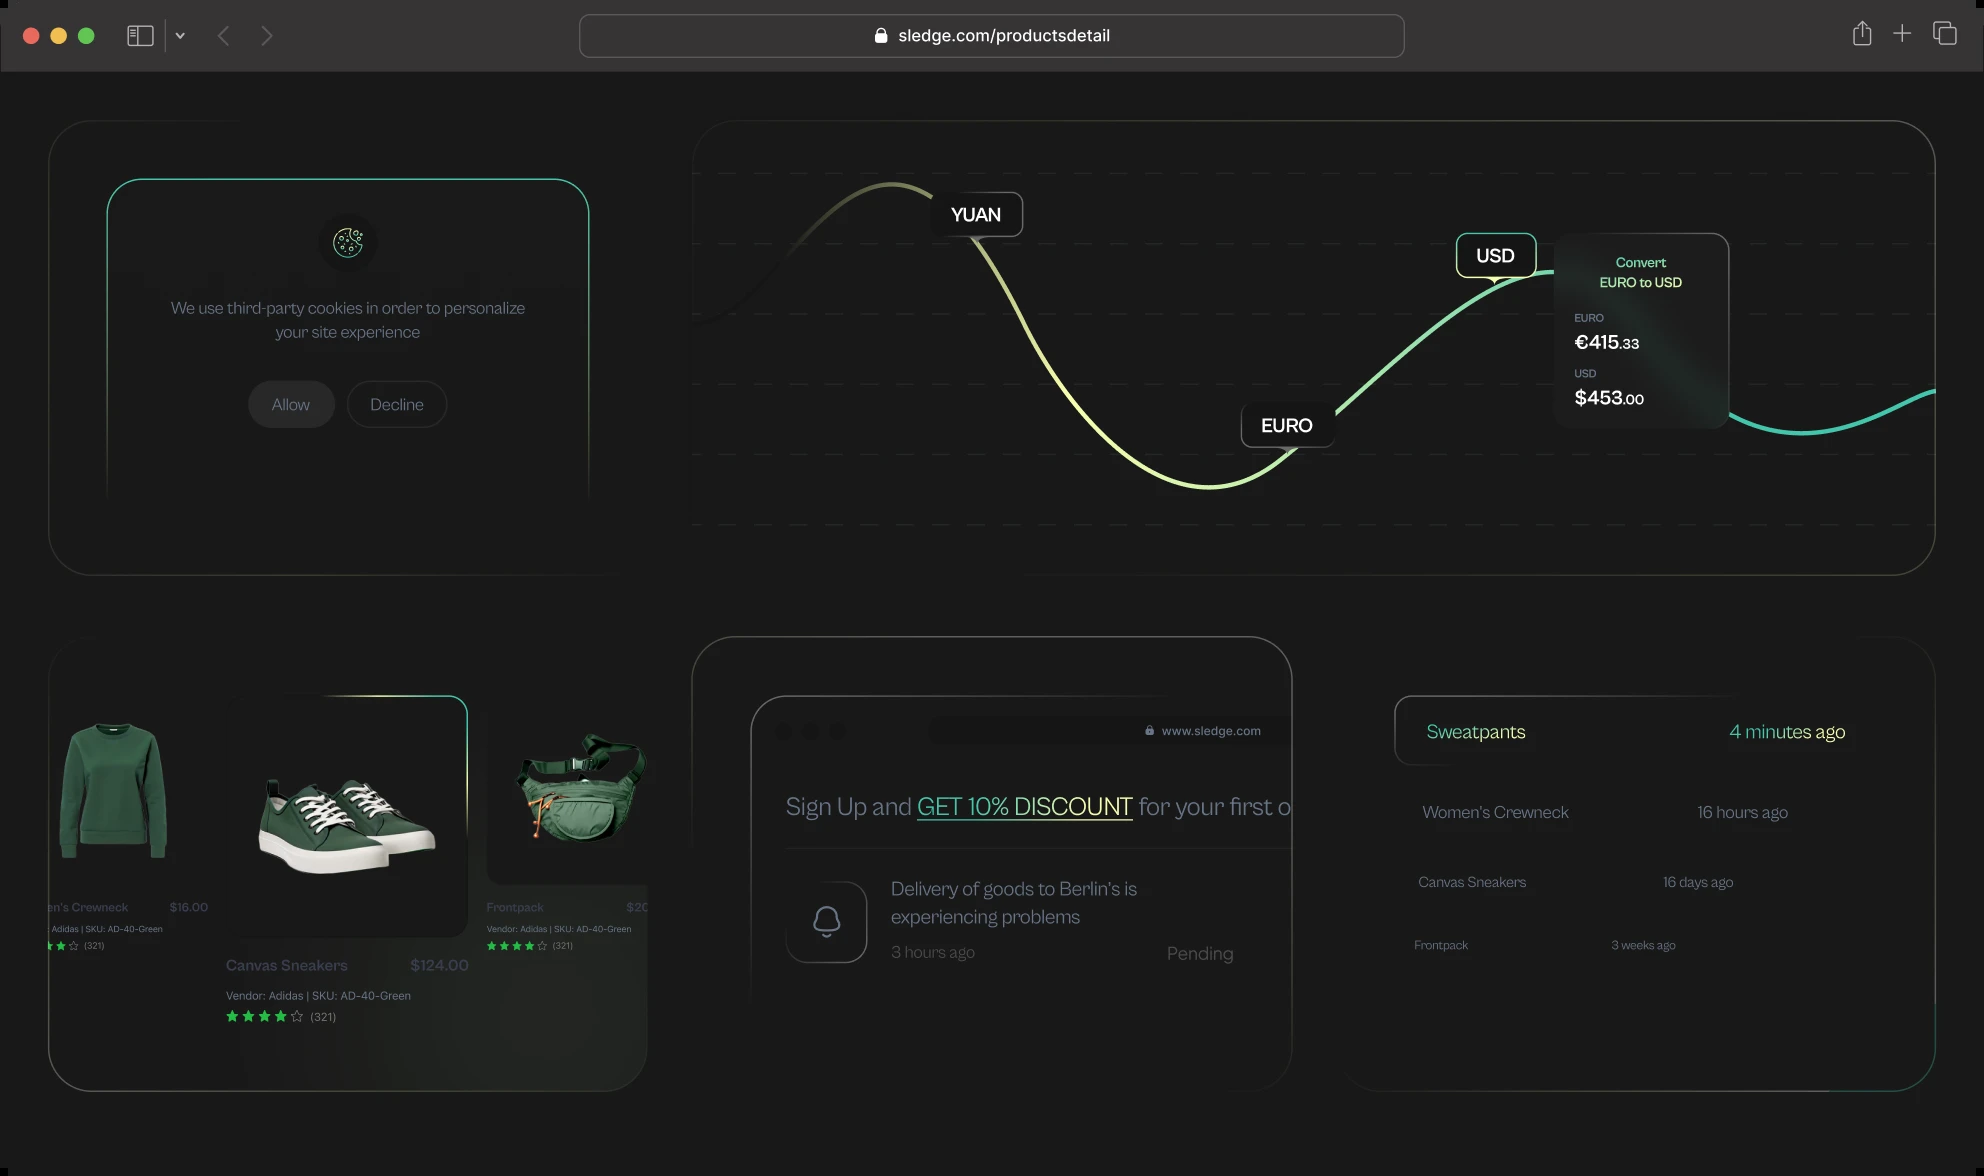 sledge.com/productsdetail
We use third-party cookies in order to personalize
your site experience
Allow
Decline
YUAN
EURO
USD
Convert
EURO to USD
EURO
€415.33
USD
$453.00
en's Crewneck $16.00
: Adidas | SKU: AD-40-Green
(321)
Canvas Sneakers $124.00
Vendor: Adidas | SKU: AD-40-Green
(321)
Frontpack $20
Vendor: Adidas | SKU: AD-40-Green
(321)
www.sledge.com
Sign Up and GET 10% DISCOUNT for your first o
Delivery of goods to Berlin's is
experiencing problems
3 hours ago
Pending
Sweatpants 4 minutes ago
Women's Crewneck 16 hours ago
Canvas Sneakers 16 days ago
Frontpack 3 weeks ago